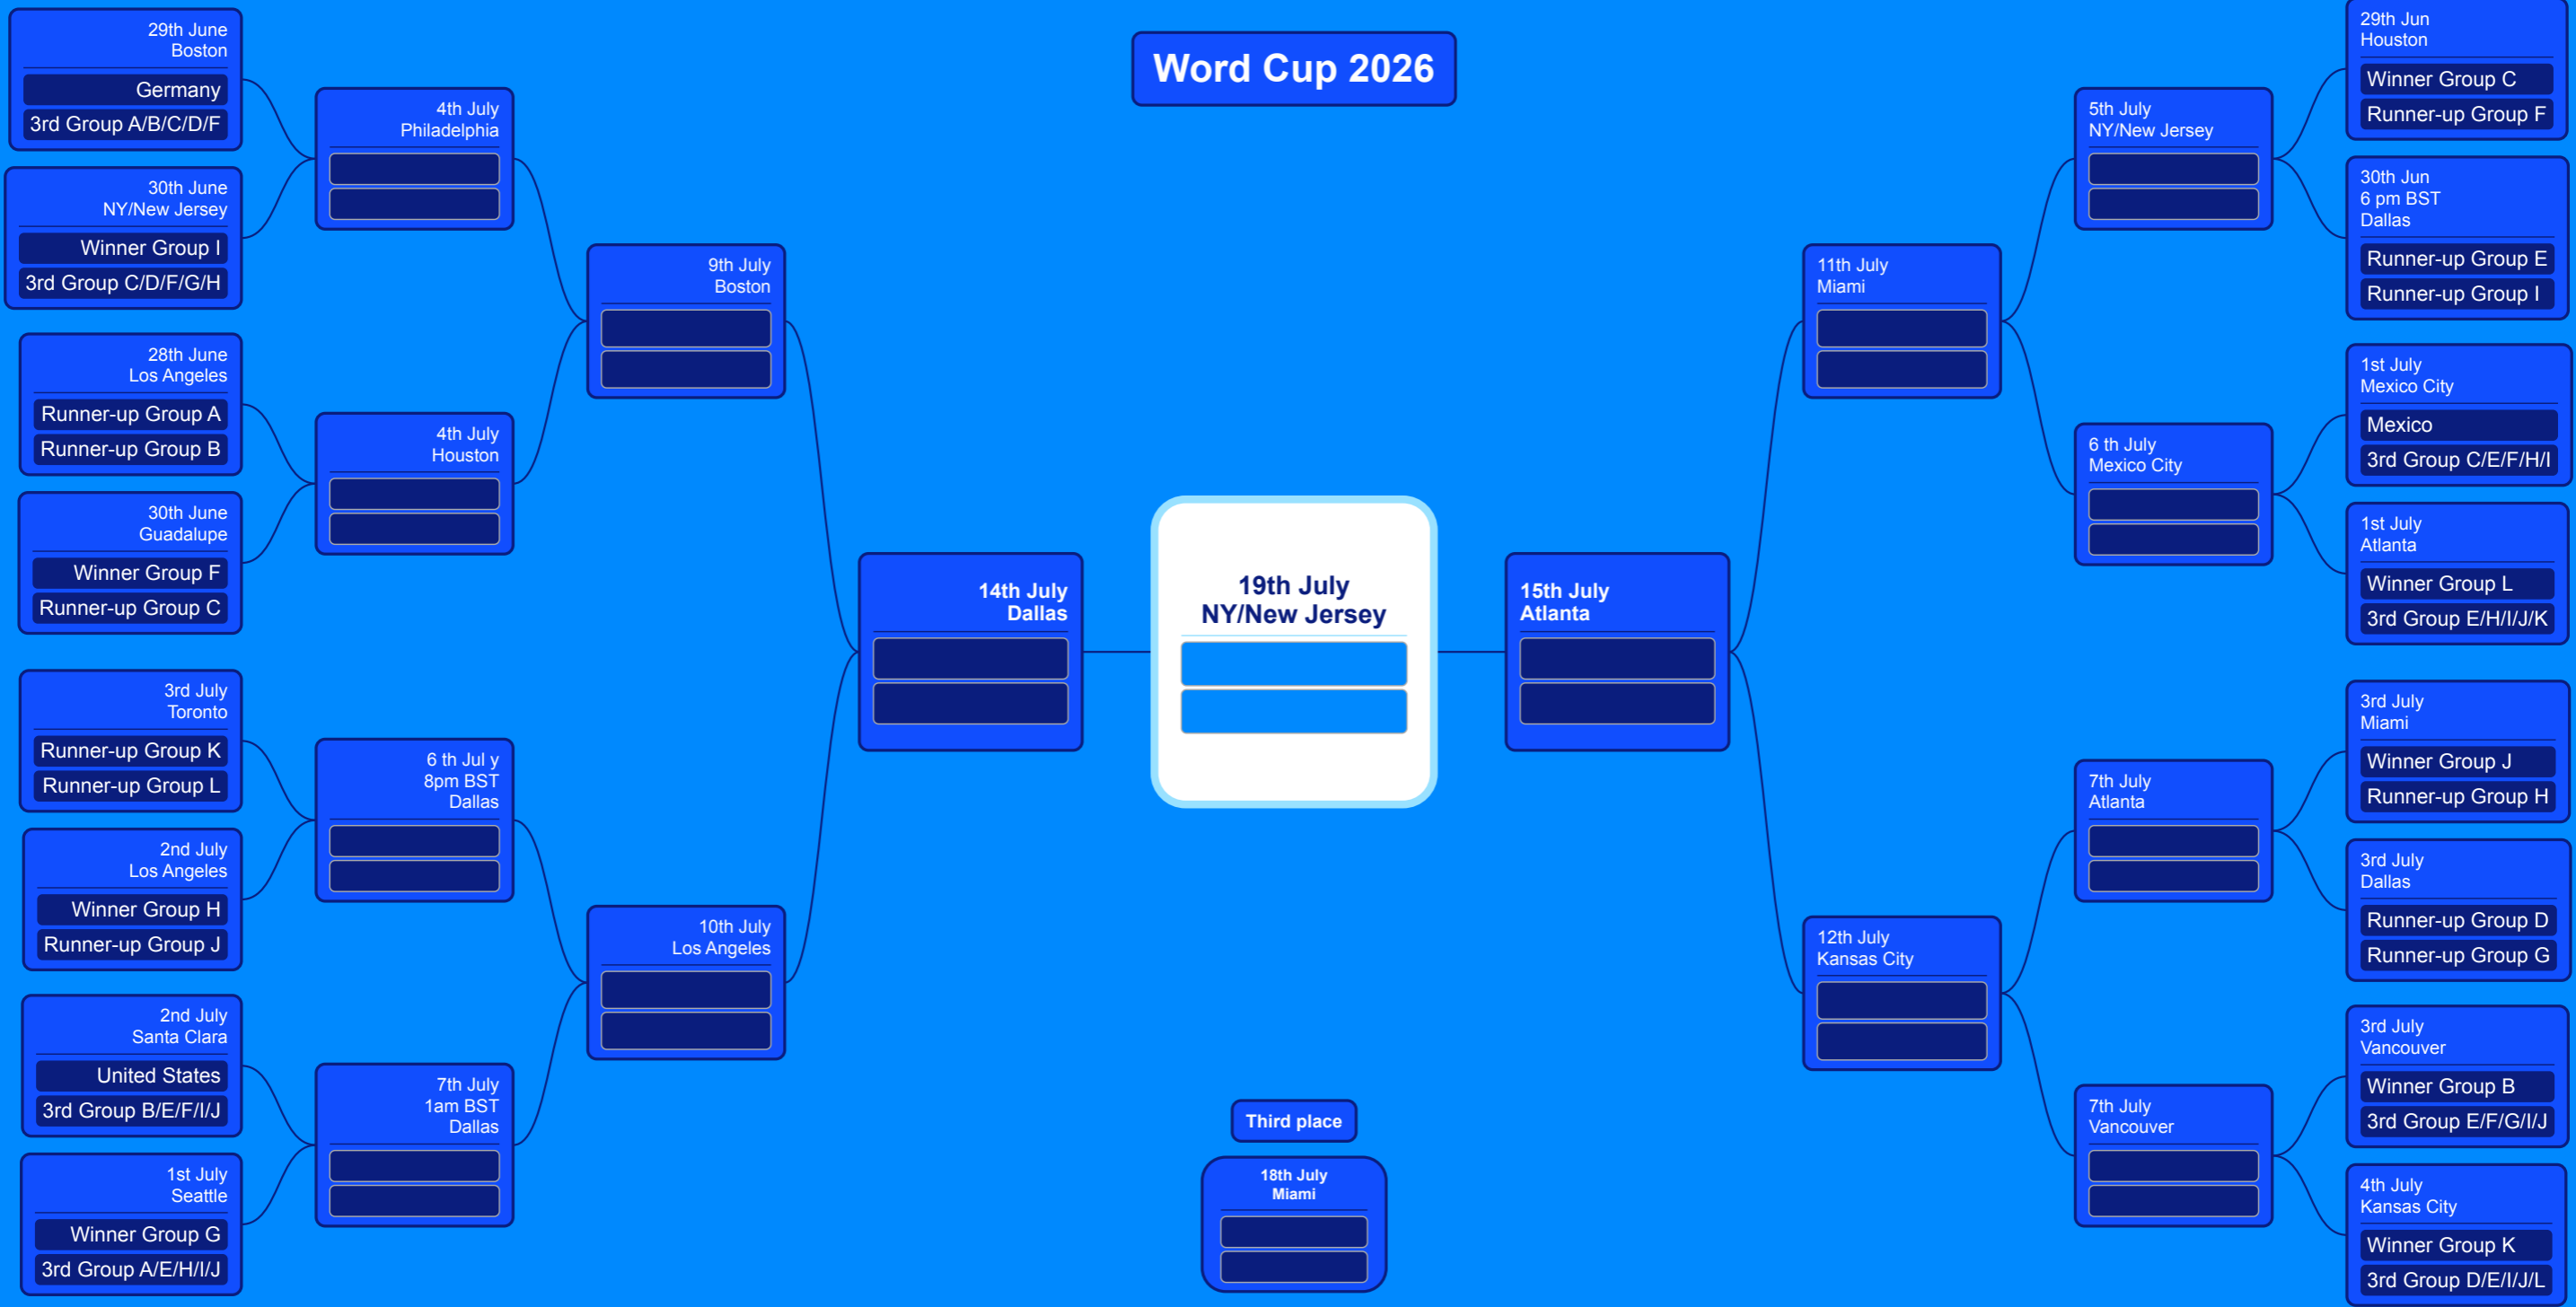 Word Cup 2026
29th June
Boston
Germany
3rd Group A/B/C/D/F
30th June
NY/New Jersey
Winner Group I
3rd Group C/D/F/G/H
28th June
Los Angeles
Runner-up Group A
Runner-up Group B
30th June
Guadalupe
Winner Group F
Runner-up Group C
3rd July
Toronto
Runner-up Group K
Runner-up Group L
2nd July
Los Angeles
Winner Group H
Runner-up Group J
2nd July
Santa Clara
United States
3rd Group B/E/F/I/J
1st July
Seattle
Winner Group G
3rd Group A/E/H/I/J
4th July
Philadelphia
4th July
Houston
6 th Jul y
8pm BST
Dallas
7th July
1am BST
Dallas
9th July
Boston
10th July
Los Angeles
14th July
Dallas
19th July
NY/New Jersey
Third place
18th July
Miami
15th July
Atlanta
11th July
Miami
12th July
Kansas City
5th July
NY/New Jersey
6 th July
Mexico City
7th July
Atlanta
7th July
Vancouver
29th Jun
Houston
Winner Group C
Runner-up Group F
30th Jun
6 pm BST
Dallas
Runner-up Group E
Runner-up Group I
1st July
Mexico City
Mexico
3rd Group C/E/F/H/I
1st July
Atlanta
Winner Group L
3rd Group E/H/I/J/K
3rd July
Miami
Winner Group J
Runner-up Group H
3rd July
Dallas
Runner-up Group D
Runner-up Group G
3rd July
Vancouver
Winner Group B
3rd Group E/F/G/I/J
4th July
Kansas City
Winner Group K
3rd Group D/E/I/J/L